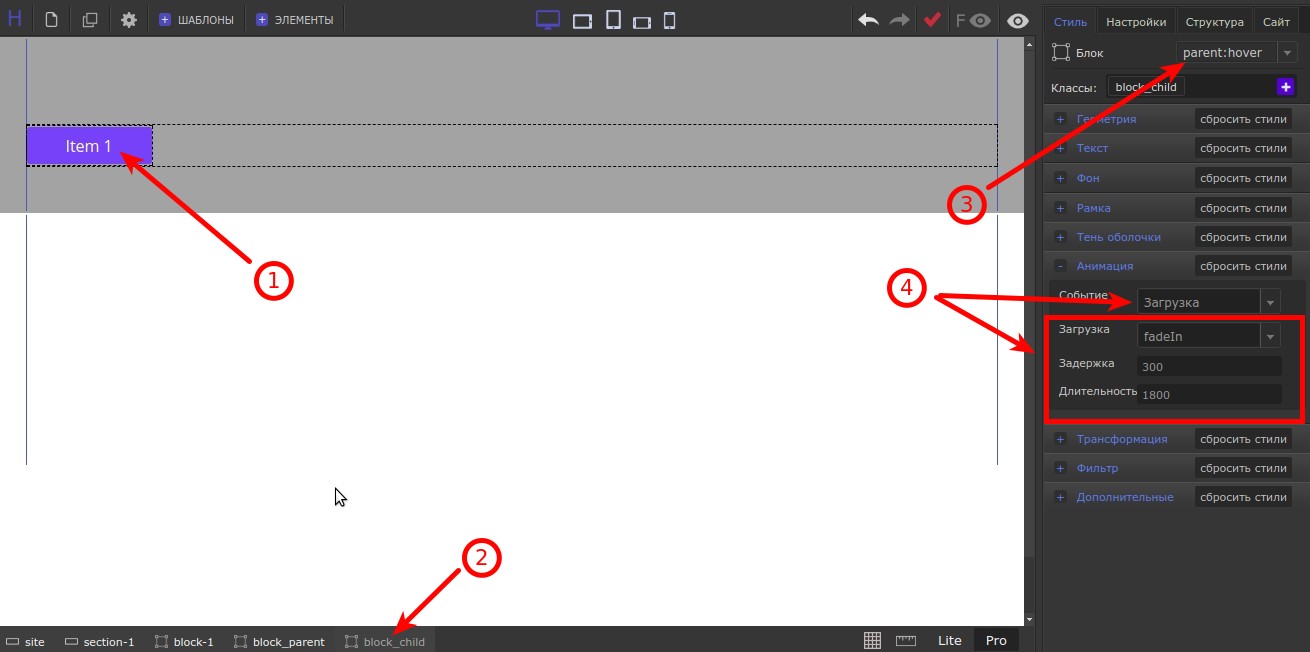 H
ШАБЛОНЫ
ЭЛЕМЕНТЫ
F
Стиль Настройки Структура Сайт
Блок parent:hover
Классы: block_child
Геометрия сбросить стили
Текст сбросить стили
Фон сбросить стили
Рамка сбросить стили
Тень оболочки сбросить стили
Анимация сбросить стили
Событие Загрузка
Загрузка fadeIn
Задержка 300
Длительность 1800
Трансформация сбросить стили
Фильтр сбросить стили
Дополнительные сбросить стили
Item 1
1
2
3
4
site section-1 block-1 block_parent block_child
Lite Pro